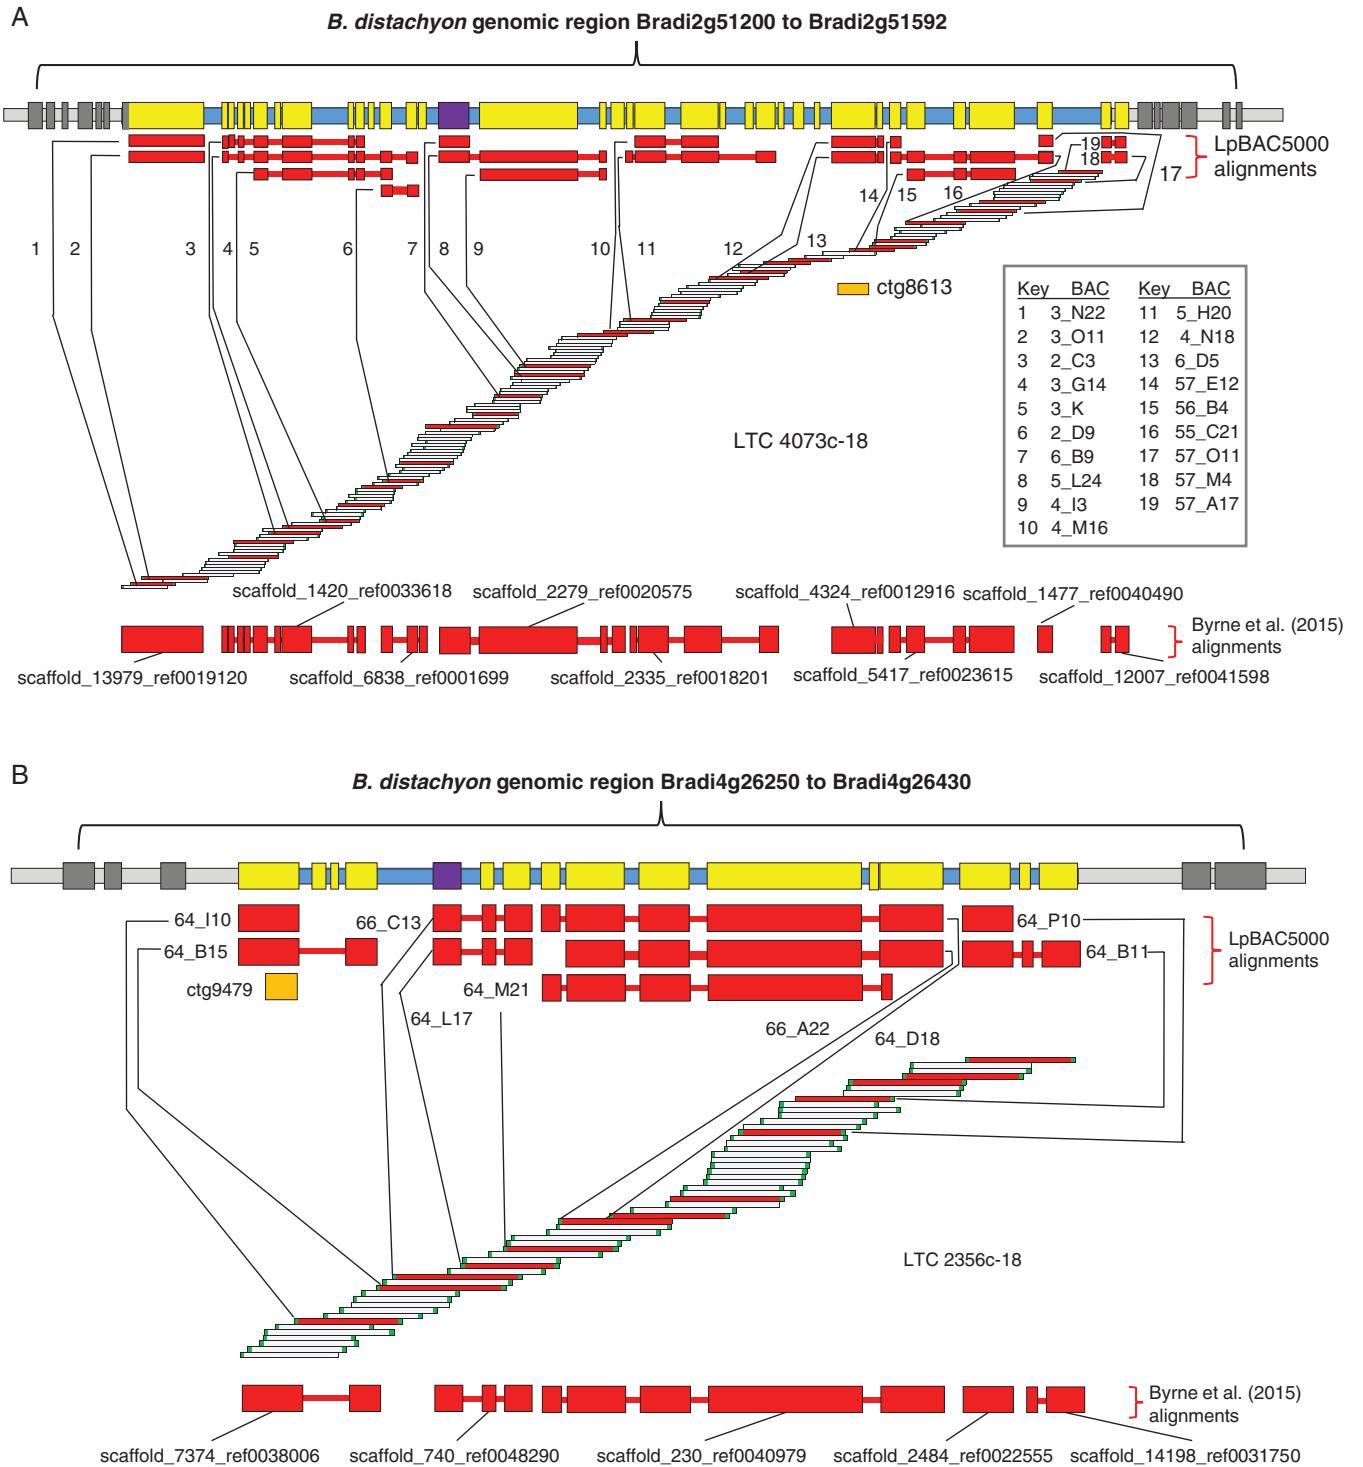 A
B. distachyon genomic region Bradi2g51200 to Bradi2g51592
LpBAC5000
alignments
19
18
17
14
15
16
1
2
3
4
5
6
7
8
9
10
11
12
13
ctg8613
Key BAC Key BAC
1 3_N22 11 5_H20
2 3_O11 12 4_N18
3 2_C3 13 6_D5
4 3_G14 14 57_E12
5 3_K 15 56_B4
6 2_D9 16 55_C21
7 6_B9 17 57_O11
8 5_L24 18 57_M4
9 4_I3 19 57_A17
10 4_M16
LTC 4073c-18
scaffold_1420_ref0033618
scaffold_2279_ref0020575
scaffold_4324_ref0012916
scaffold_1477_ref0040490
Byrne et al. (2015)
alignments
scaffold_13979_ref0019120
scaffold_6838_ref0001699
scaffold_2335_ref0018201
scaffold_5417_ref0023615
scaffold_12007_ref0041598
B
B. distachyon genomic region Bradi4g26250 to Bradi4g26430
64_I10
66_C13
64_P10
LpBAC5000
alignments
64_B15
64_B11
ctg9479
64_M21
64_L17
66_A22
64_D18
LTC 2356c-18
Byrne et al. (2015)
alignments
scaffold_7374_ref0038006
scaffold_740_ref0048290
scaffold_230_ref0040979
scaffold_2484_ref0022555
scaffold_14198_ref0031750